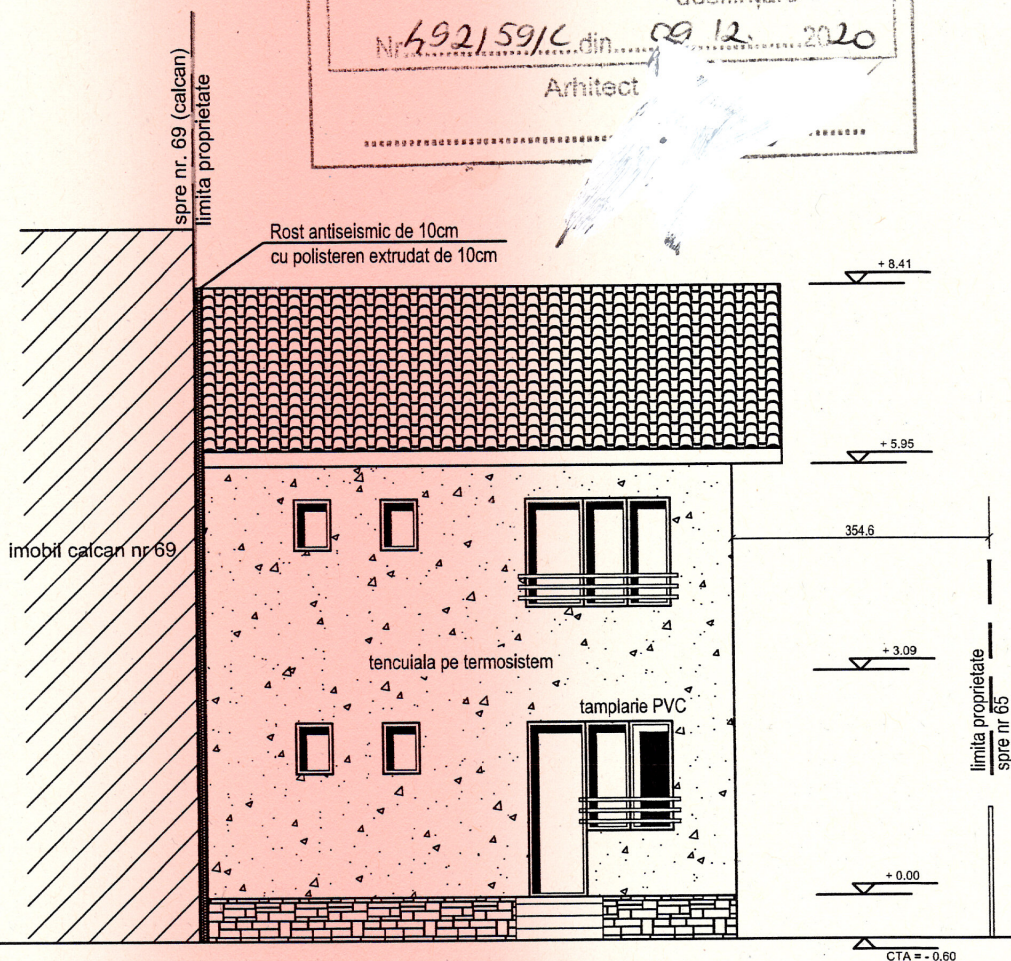 Nr. 492159/C din 09 12. 2020
Arhitect
spre nr. 69 (calcan)
limita proprietate
Rost antiseismic de 10cm
cu polisteren extrudat de 10cm
+ 8.41
+ 5.95
354.6
imobil calcan nr 69
tencuiala pe termosistem
+ 3.09
tamplarie PVC
limita proprietate
spre nr 65
+ 0.00
CTA = - 0.60